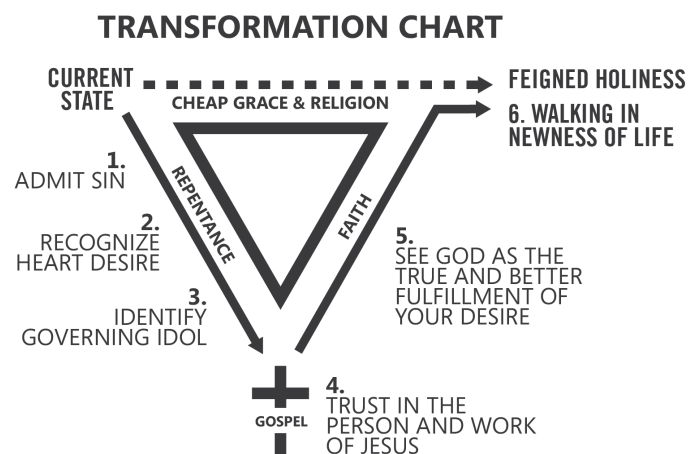 TRANSFORMATION CHART
CURRENT
STATE
CHEAP GRACE & RELIGION
FEIGNED HOLINESS
6. WALKING IN
NEWNESS OF LIFE
1.
ADMIT SIN
REPENTANCE
2.
RECOGNIZE
HEART DESIRE
3.
IDENTIFY
GOVERNING IDOL
GOSPEL
4.
TRUST IN THE
PERSON AND WORK
OF JESUS
FAITH
5.
SEE GOD AS THE
TRUE AND BETTER
FULFILLMENT OF
YOUR DESIRE